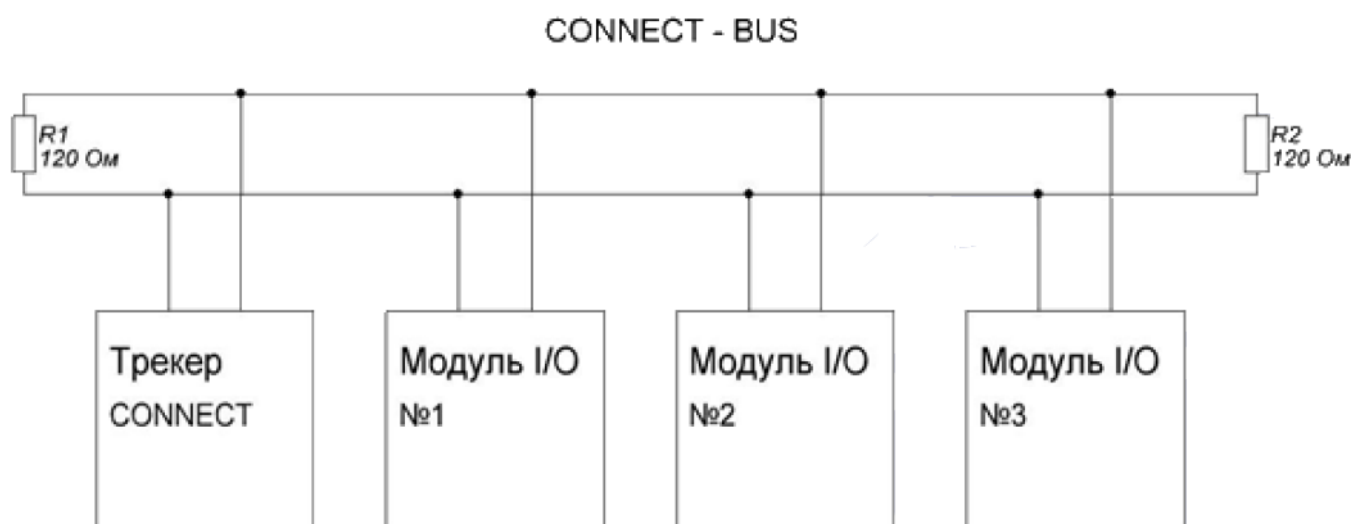 CONNECT - BUS
R1
120 Ом
R2
120 Ом
Трекер
CONNECT
Модуль I/O
№1
Модуль I/O
№2
Модуль I/O
№3